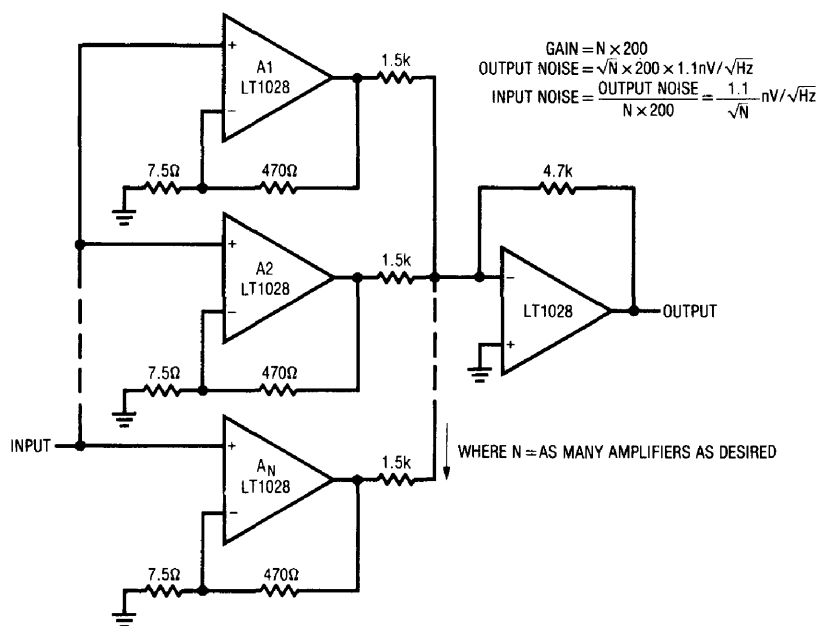 A1
LT1028
+
−
1.5k
7.5Ω
470Ω
GAIN = N × 200
OUTPUT NOISE = √N × 200 × 1.1nV/√Hz
INPUT NOISE = OUTPUT NOISE / N × 200 = 1.1 / √N nV/√Hz
A2
LT1028
+
−
1.5k
7.5Ω
470Ω
4.7k
LT1028
−
+
OUTPUT
INPUT
AN
LT1028
+
−
1.5k
7.5Ω
470Ω
WHERE N = AS MANY AMPLIFIERS AS DESIRED